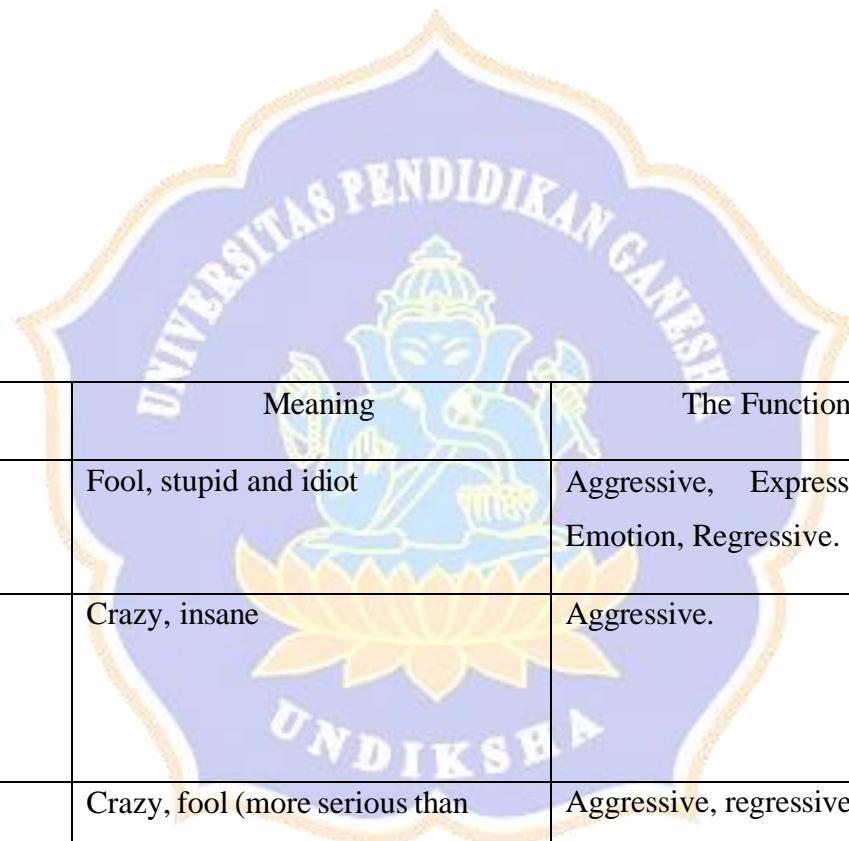 UNIVERSITAS PENDIDIKAN GANESHA
Meaning The Function
Fool, stupid and idiot Aggressive, Express
Emotion, Regressive.
Crazy, insane Aggressive.
UNDIKSHA
Crazy, fool (more serious than Aggressive, regressive